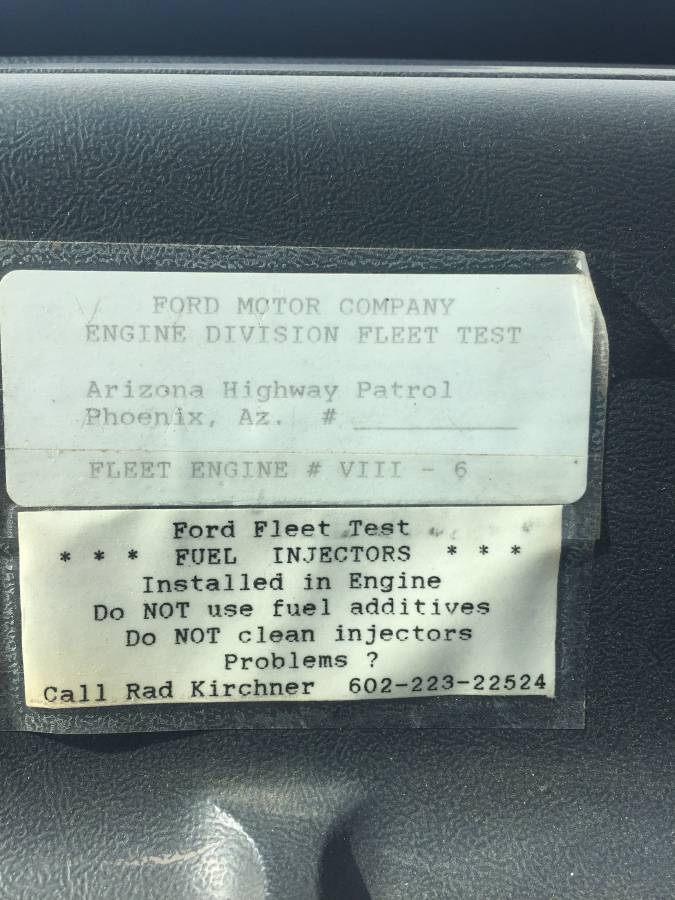 FORD MOTOR COMPANY
ENGINE DIVISION FLEET TEST
Arizona Highway Patrol
Phoenix, Az. # __________
FLEET ENGINE # VIII - 6
Ford Fleet Test
* * * FUEL INJECTORS * * *
Installed in Engine
Do NOT use fuel additives
Do NOT clean injectors
Problems ?
Call Rad Kirchner 602-223-22524